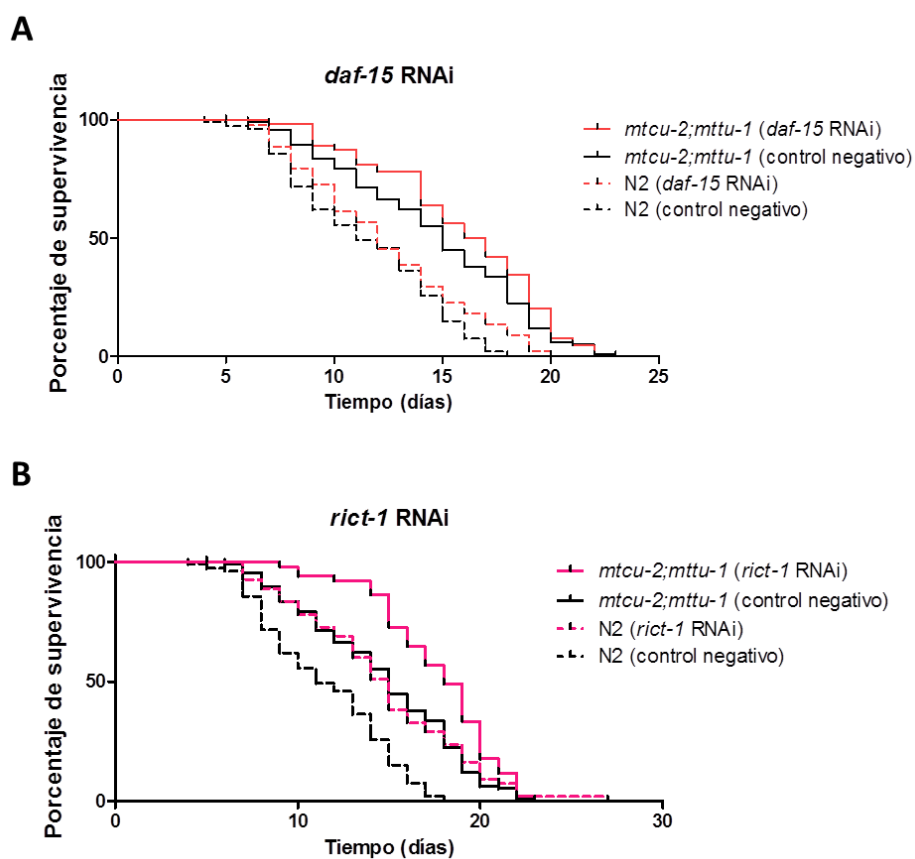 A
daf-15 RNAi
Porcentaje de supervivencia
100
50
0
0 5 10 15 20 25
Tiempo (días)
mtcu-2;mttu-1 (daf-15 RNAi)
mtcu-2;mttu-1 (control negativo)
N2 (daf-15 RNAi)
N2 (control negativo)
B
rict-1 RNAi
Porcentaje de supervivencia
100
50
0
0 10 20 30
Tiempo (días)
mtcu-2;mttu-1 (rict-1 RNAi)
mtcu-2;mttu-1 (control negativo)
N2 (rict-1 RNAi)
N2 (control negativo)